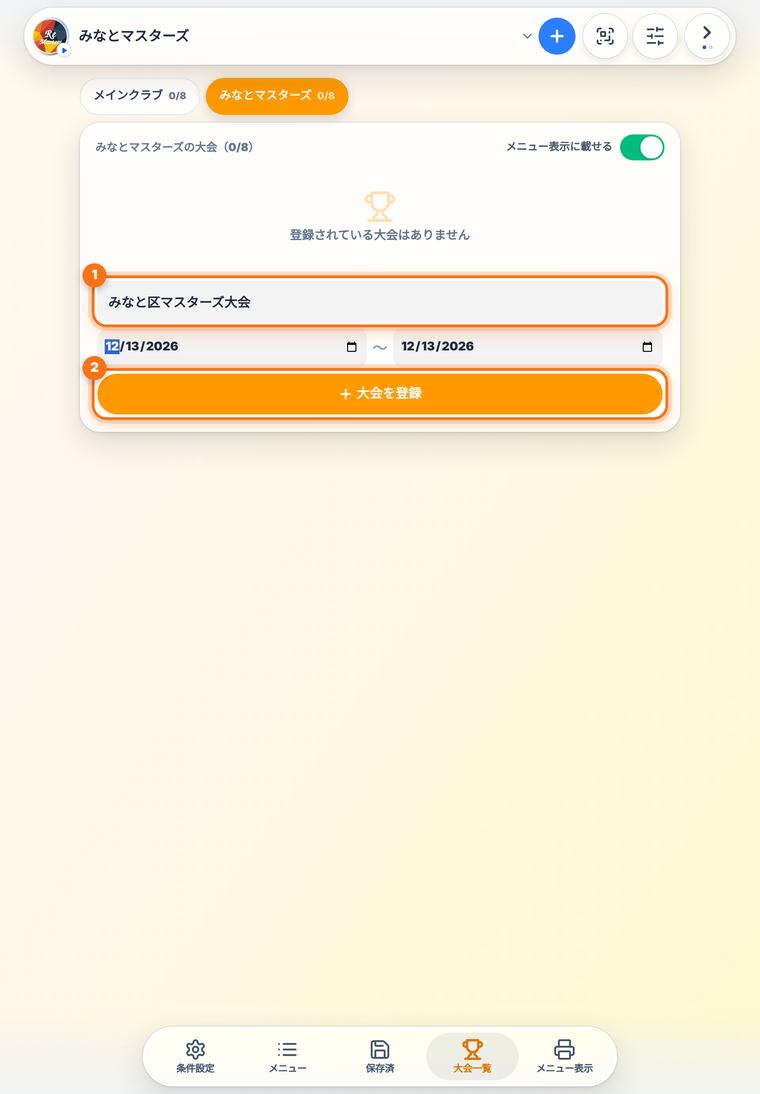 みなとマスターズ
メインクラブ 0/8
みなとマスターズ 0/8
みなとマスターズの大会（0/8）
メニュー表示に載せる
登録されている大会はありません
1
みなと区マスターズ大会
12/13/2026 〜 12/13/2026
2
+ 大会を登録
条件設定
メニュー
保存済
大会一覧
メニュー表示